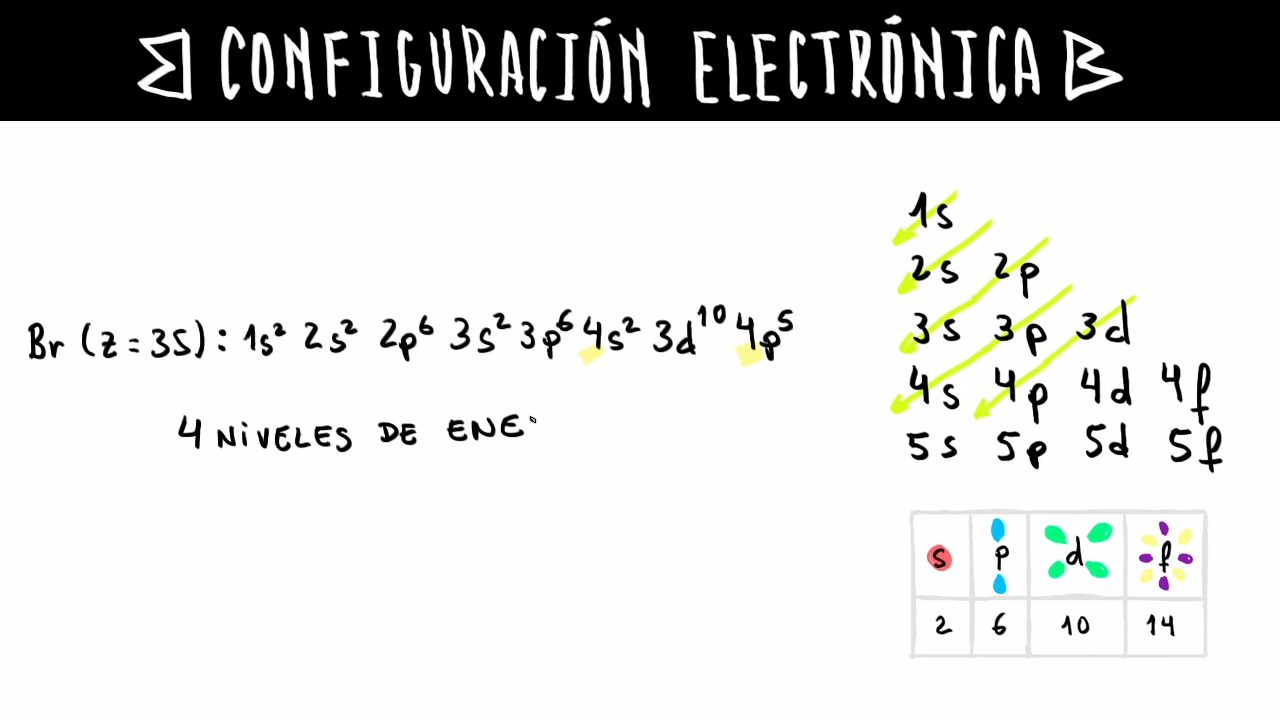 CONFIGURACIÓN ELECTRÓNICA
Br (z = 35) : 1s² 2s² 2p⁶ 3s² 3p⁶ 4s² 3d¹⁰ 4p⁵
4 NIVELES DE ENE
1s
2s 2p
3s 3p 3d
4s 4p 4d 4f
5s 5p 5d 5f
s p d f
2 6 10 14